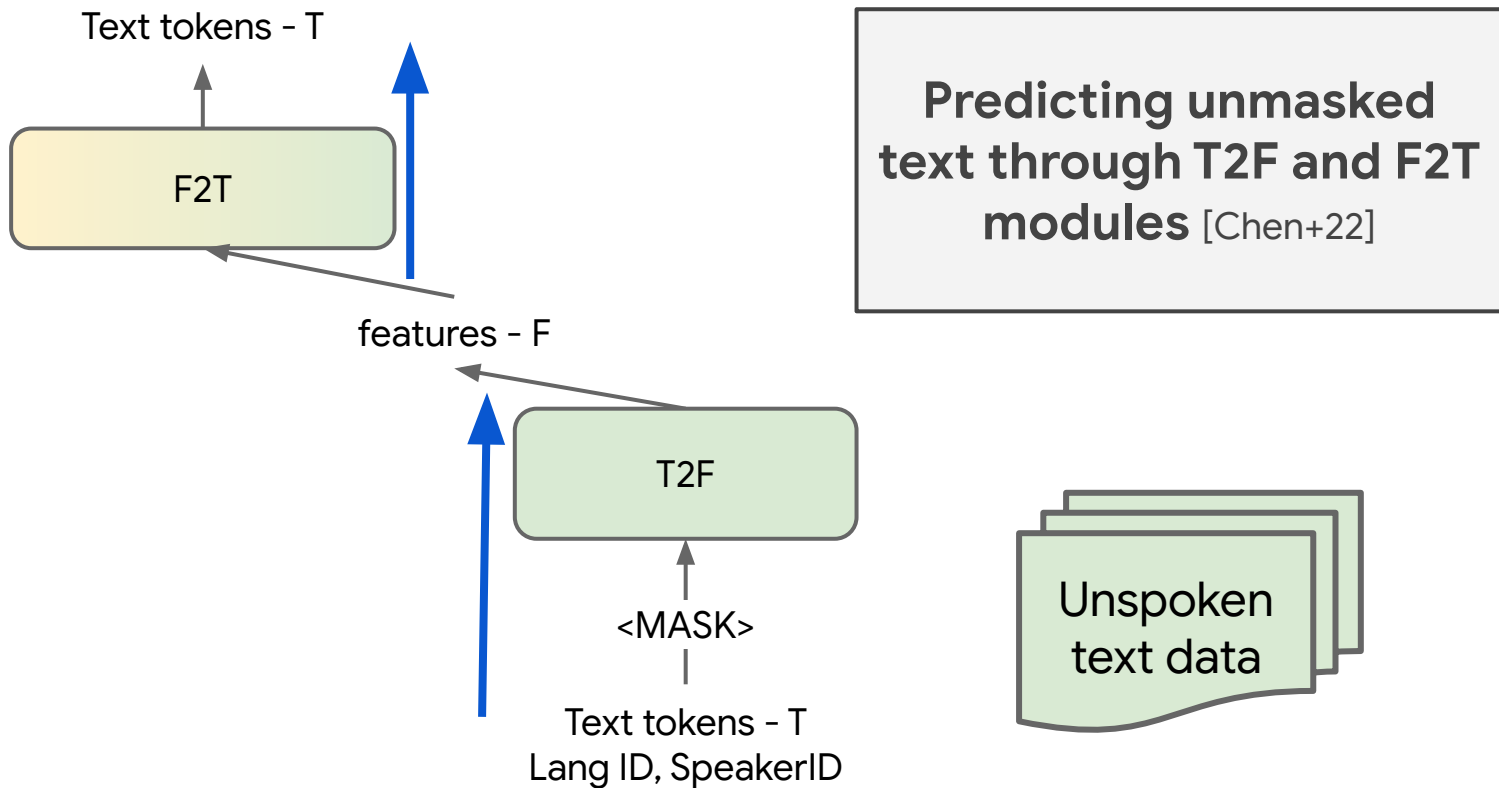 Text tokens - T
Predicting unmasked
text through T2F and F2T
modules [Chen+22]
F2T
features - F
T2F
<MASK>
Unspoken
text data
Text tokens - T
Lang ID, SpeakerID